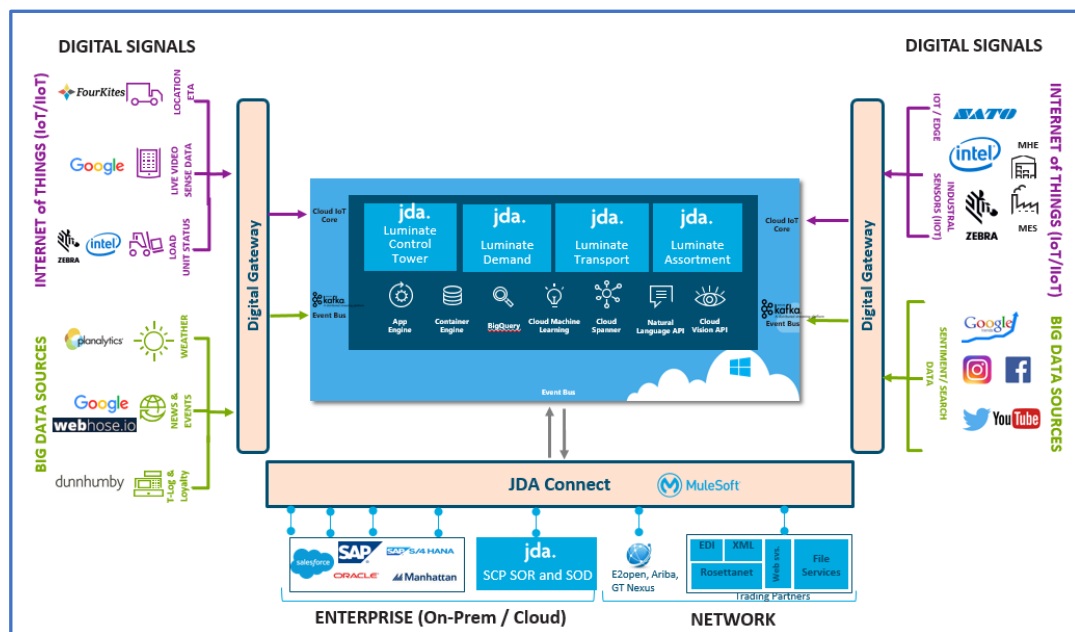 DIGITAL SIGNALS
INTERNET of THINGS (IoT/IIoT)
FourKites
LOCATION
ETA
Google
LIVE VIDEO
SENSE DATA
ZEBRA
intel
LOAD
UNIT STATUS
BIG DATA SOURCES
planalytics
WEATHER
Google
webhose.io
NEWS &
EVENTS
dunnhumby
T-Log &
Loyalty
Digital Gateway
Cloud IoT
Core
kafka
Event Bus
jda.
Luminate
Control
Tower
jda.
Luminate
Demand
jda.
Luminate
Transport
jda.
Luminate
Assortment
App
Engine
Container
Engine
BigQuery
Cloud Machine
Learning
Cloud
Spanner
Natural
Language API
Cloud
Vision API
Cloud IoT
Core
kafka
Event Bus
Event Bus
Digital Gateway
DIGITAL SIGNALS
IOT / EDGE
SATO
intel
MHE
INDUSTRAL
SENSORS (IIOT)
ZEBRA
MES
INTERNET of THINGS (IoT/IIoT)
SENTIMENT/ SEARCH
DATA
Google
YouTube
BIG DATA SOURCES
JDA Connect
MuleSoft
salesforce
SAP
SAP S/4 HANA
ORACLE
Manhattan
jda.
SCP SOR and SOD
E2open, Ariba,
GT Nexus
EDI
XML
Rosettanet
Web svs.
File
Services
Trading Partners
ENTERPRISE (On-Prem / Cloud)
NETWORK